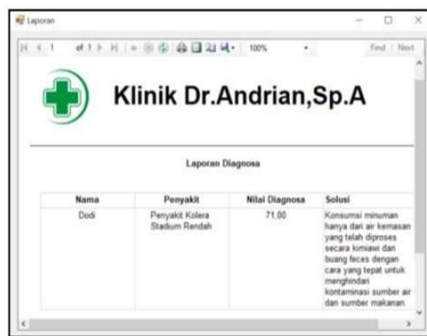 Laporan
1 of 1 100% Find | Next
Klinik Dr.Andrian,Sp.A
Laporan Diagnosa
Nama Penyakit Nilai Diagnosa Solusi
Dodi Penyakit Kolera 71,00 Konsumsi minuman
Stadium Rendah hanya dari air kemasan
yang telah diproses
secara kimiawi dan
buang feces dengan
cara yang tepat untuk
menghindari
kontaminasi sumber air
dan sumber makanan.